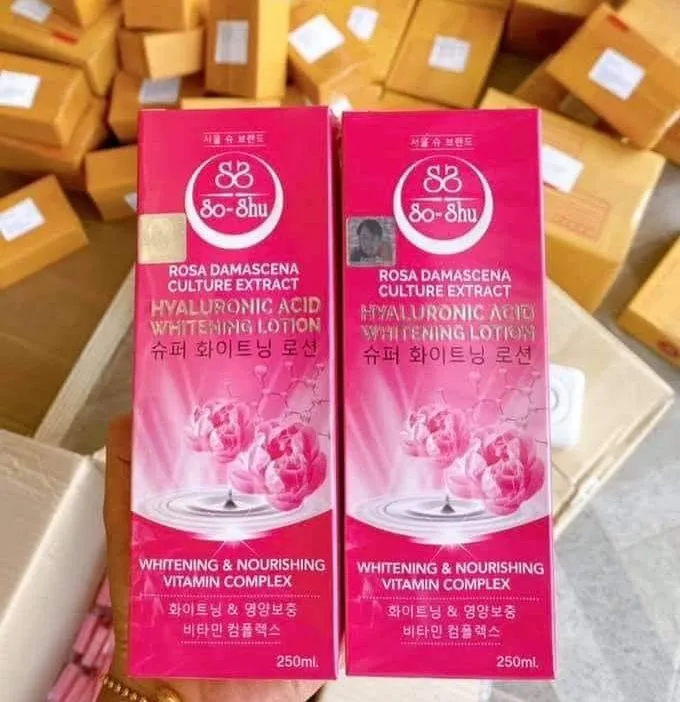 서울 슈 브랜드
So-Shu
ROSA DAMASCENA
CULTURE EXTRACT
HYALURONIC ACID
WHITENING LOTION
슈퍼 화이트닝 로션
WHITENING & NOURISHING
VITAMIN COMPLEX
화이트닝 & 영양보충
비타민 컴플렉스
250ml.
서울 슈 브랜드
So-Shu
ROSA DAMASCENA
CULTURE EXTRACT
HYALURONIC ACID
WHITENING LOTION
슈퍼 화이트닝 로션
WHITENING & NOURISHING
VITAMIN COMPLEX
화이트닝 & 영양보충
비타민 컴플렉스
250ml.